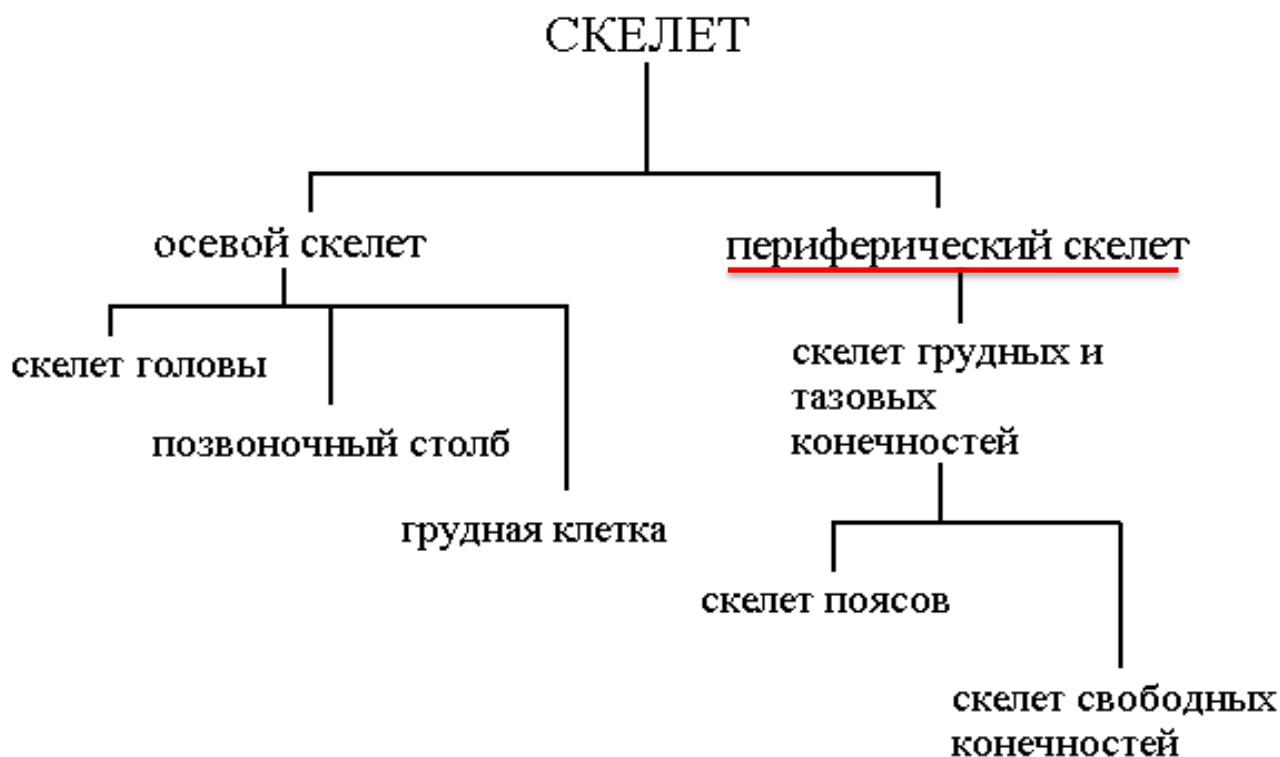 СКЕЛЕТ
осевой скелет
периферический скелет
скелет головы
позвоночный столб
грудная клетка
скелет грудных и
тазовых
конечностей
скелет поясов
скелет свободных
конечностей